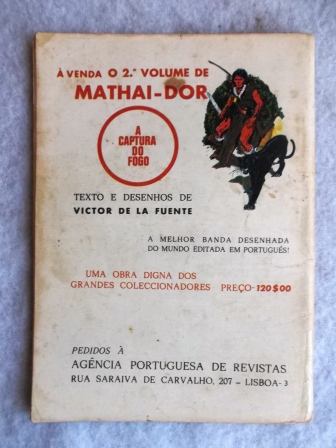 À VENDA O 2.º VOLUME DE
MATHAI-DOR
A
CAPTURA
DO
FOGO
TEXTO E DESENHOS DE
VICTOR DE LA FUENTE
A MELHOR BANDA DESENHADA
DO MUNDO EDITADA EM PORTUGUÊS!
UMA OBRA DIGNA DOS
GRANDES COLECCIONADORES PREÇO-120$00
PEDIDOS À
AGÊNCIA PORTUGUESA DE REVISTAS
RUA SARAIVA DE CARVALHO, 207 - LISBOA-3